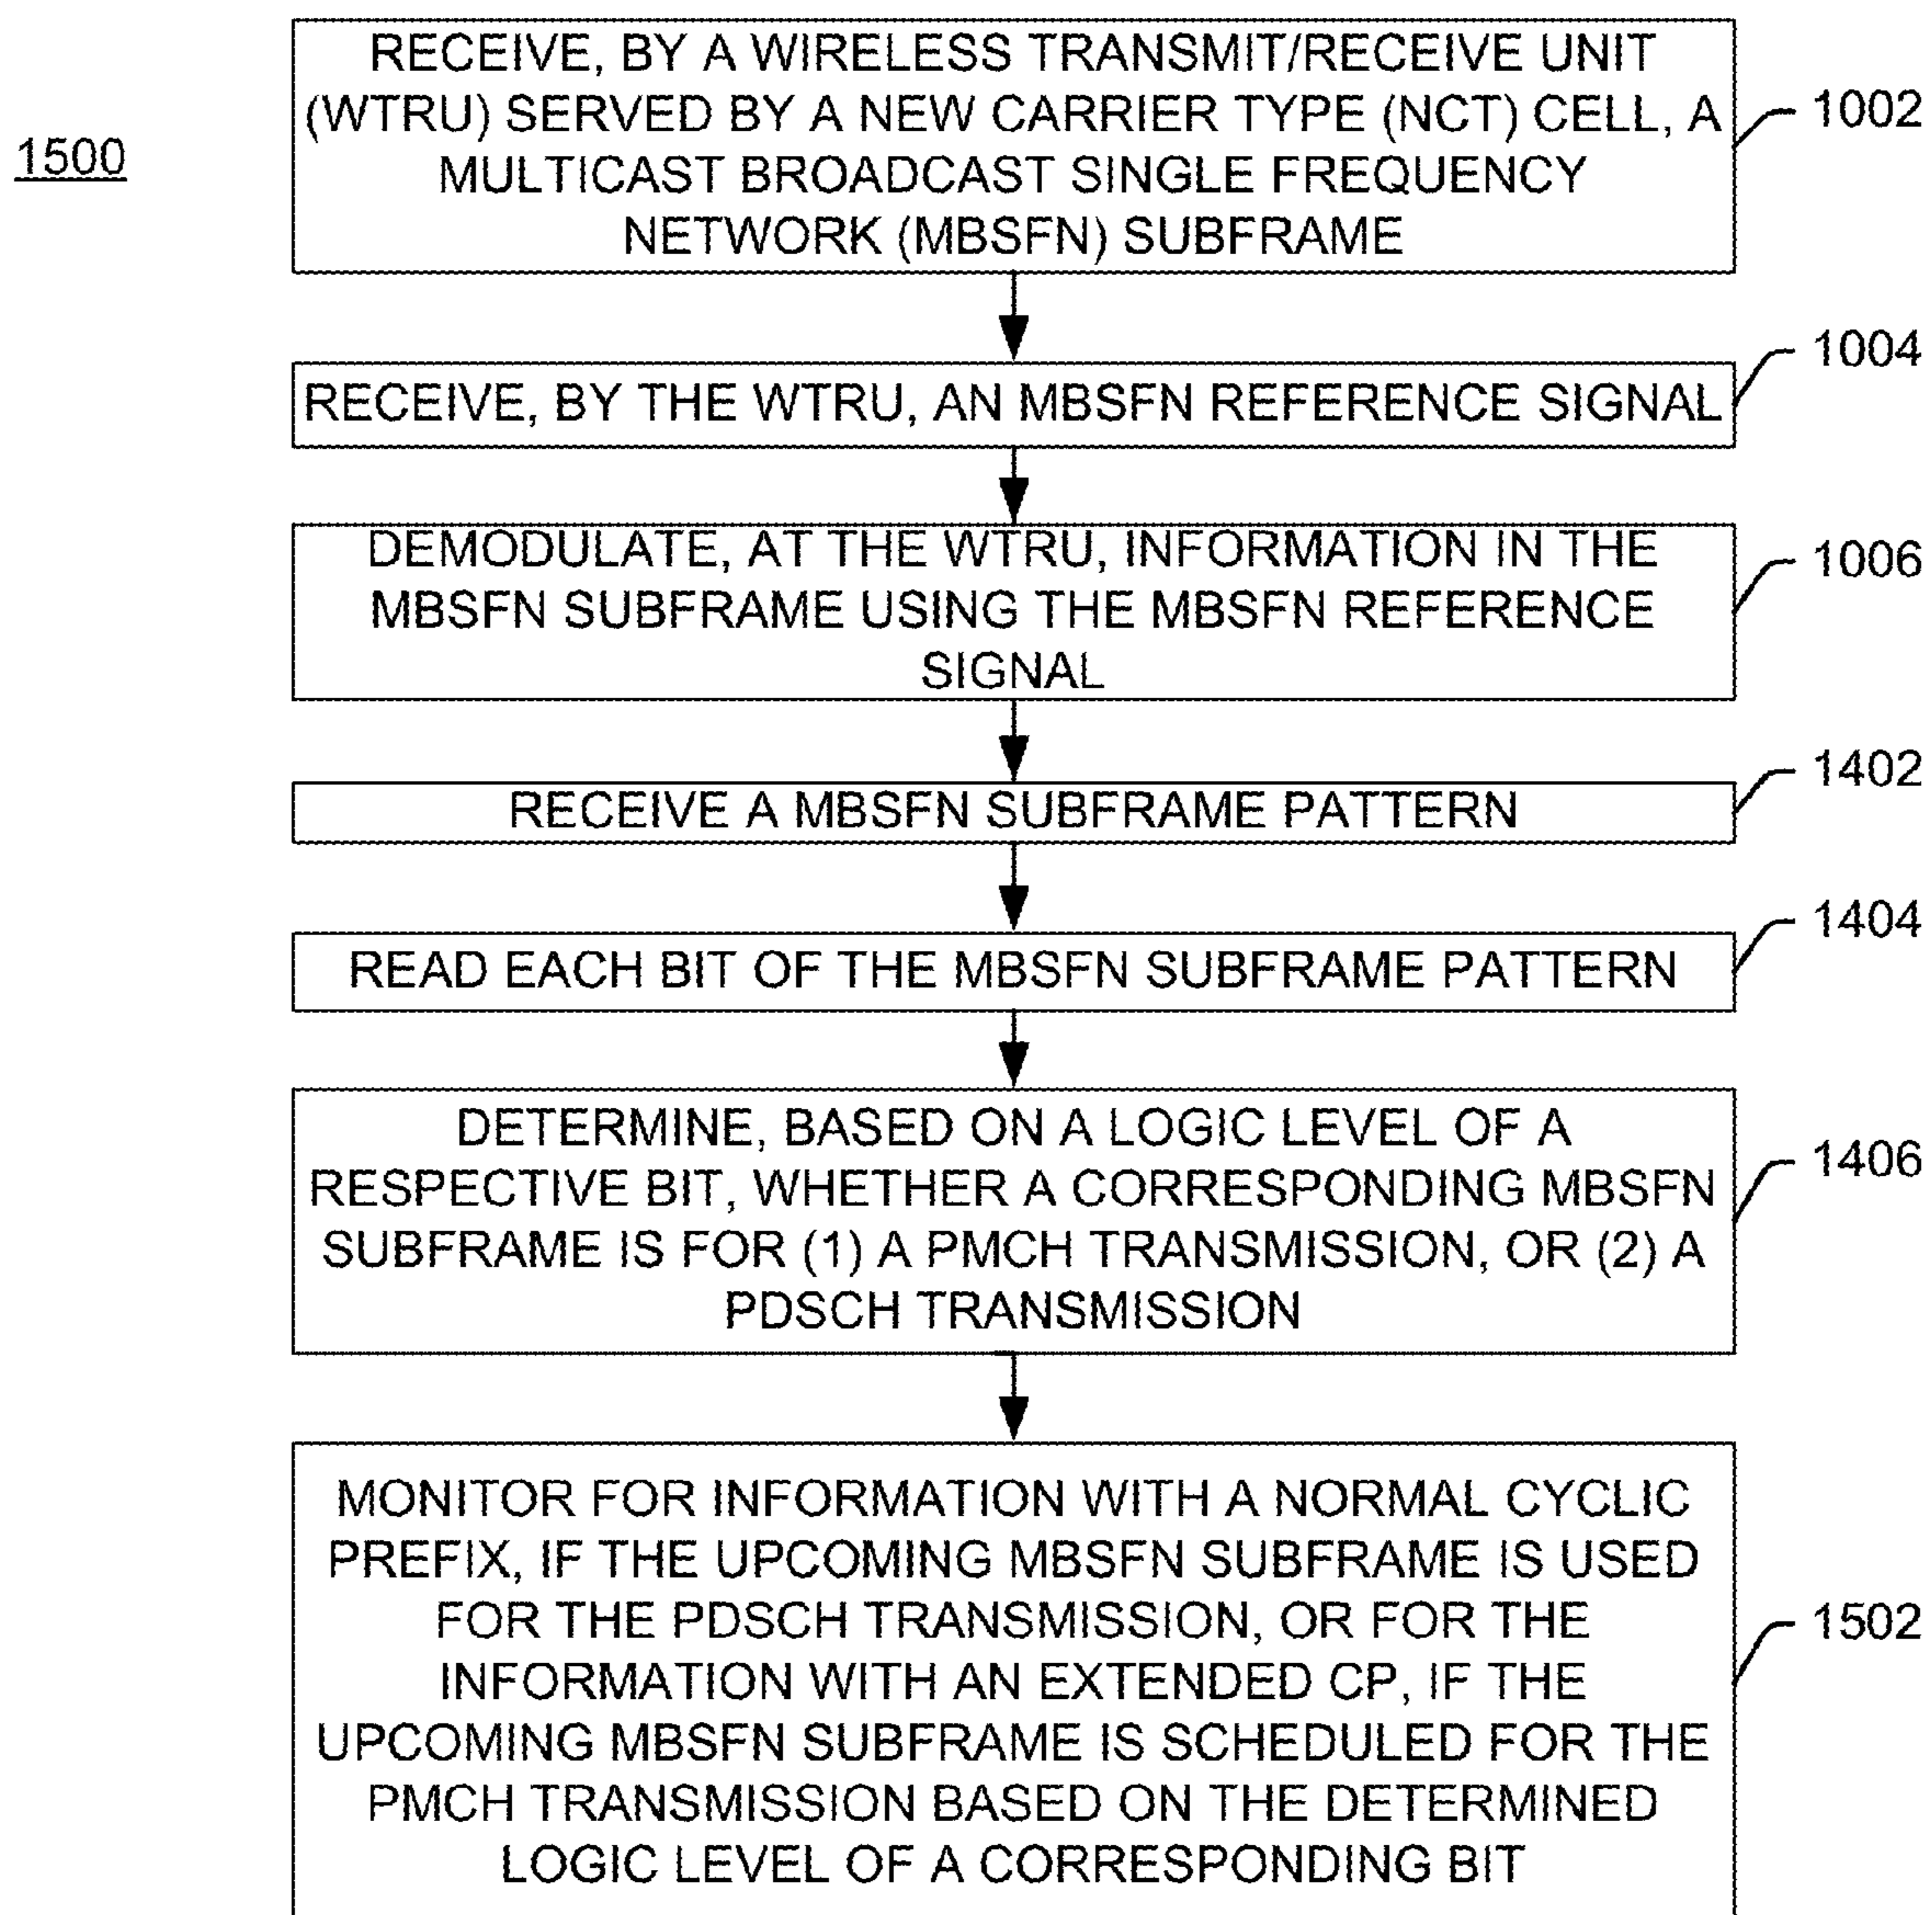 1500
RECEIVE, BY A WIRELESS TRANSMIT/RECEIVE UNIT
(WTRU) SERVED BY A NEW CARRIER TYPE (NCT) CELL, A
MULTICAST BROADCAST SINGLE FREQUENCY
NETWORK (MBSFN) SUBFRAME
1002
RECEIVE, BY THE WTRU, AN MBSFN REFERENCE SIGNAL
1004
DEMODULATE, AT THE WTRU, INFORMATION IN THE
MBSFN SUBFRAME USING THE MBSFN REFERENCE
SIGNAL
1006
RECEIVE A MBSFN SUBFRAME PATTERN
1402
READ EACH BIT OF THE MBSFN SUBFRAME PATTERN
1404
DETERMINE, BASED ON A LOGIC LEVEL OF A
RESPECTIVE BIT, WHETHER A CORRESPONDING MBSFN
SUBFRAME IS FOR (1) A PMCH TRANSMISSION, OR (2) A
PDSCH TRANSMISSION
1406
MONITOR FOR INFORMATION WITH A NORMAL CYCLIC
PREFIX, IF THE UPCOMING MBSFN SUBFRAME IS USED
FOR THE PDSCH TRANSMISSION, OR FOR THE
INFORMATION WITH AN EXTENDED CP, IF THE
UPCOMING MBSFN SUBFRAME IS SCHEDULED FOR THE
PMCH TRANSMISSION BASED ON THE DETERMINED
LOGIC LEVEL OF A CORRESPONDING BIT
1502